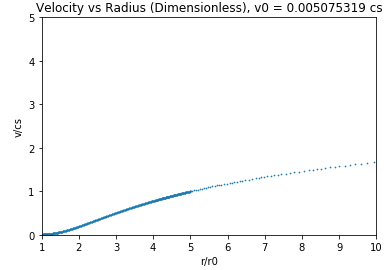 Velocity vs Radius (Dimensionless), v0 = 0.005075319 cs
5
4
3
2
1
0
v/cs
1 2 3 4 5 6 7 8 9 10
r/r0